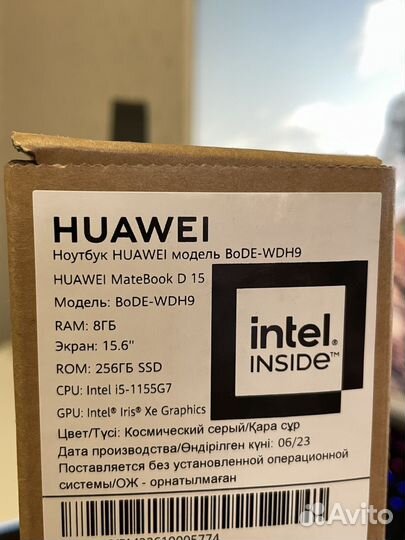 HUAWEI
Ноутбук HUAWEI модель BoDE-WDH9
HUAWEI MateBook D 15
Модель: BoDE-WDH9
RAM: 8ГБ
Экран: 15.6"
ROM: 256ГБ SSD
CPU: Intel i5-1155G7
GPU: Intel® Iris® Xe Graphics
intel.
INSIDE™
Цвет/Түсі: Космический серый/Қара сұр
Дата производства/Өндірілген күні: 06/23
Поставляется без установленной операционной
системы/ОЖ - орнатылмаған
Avito